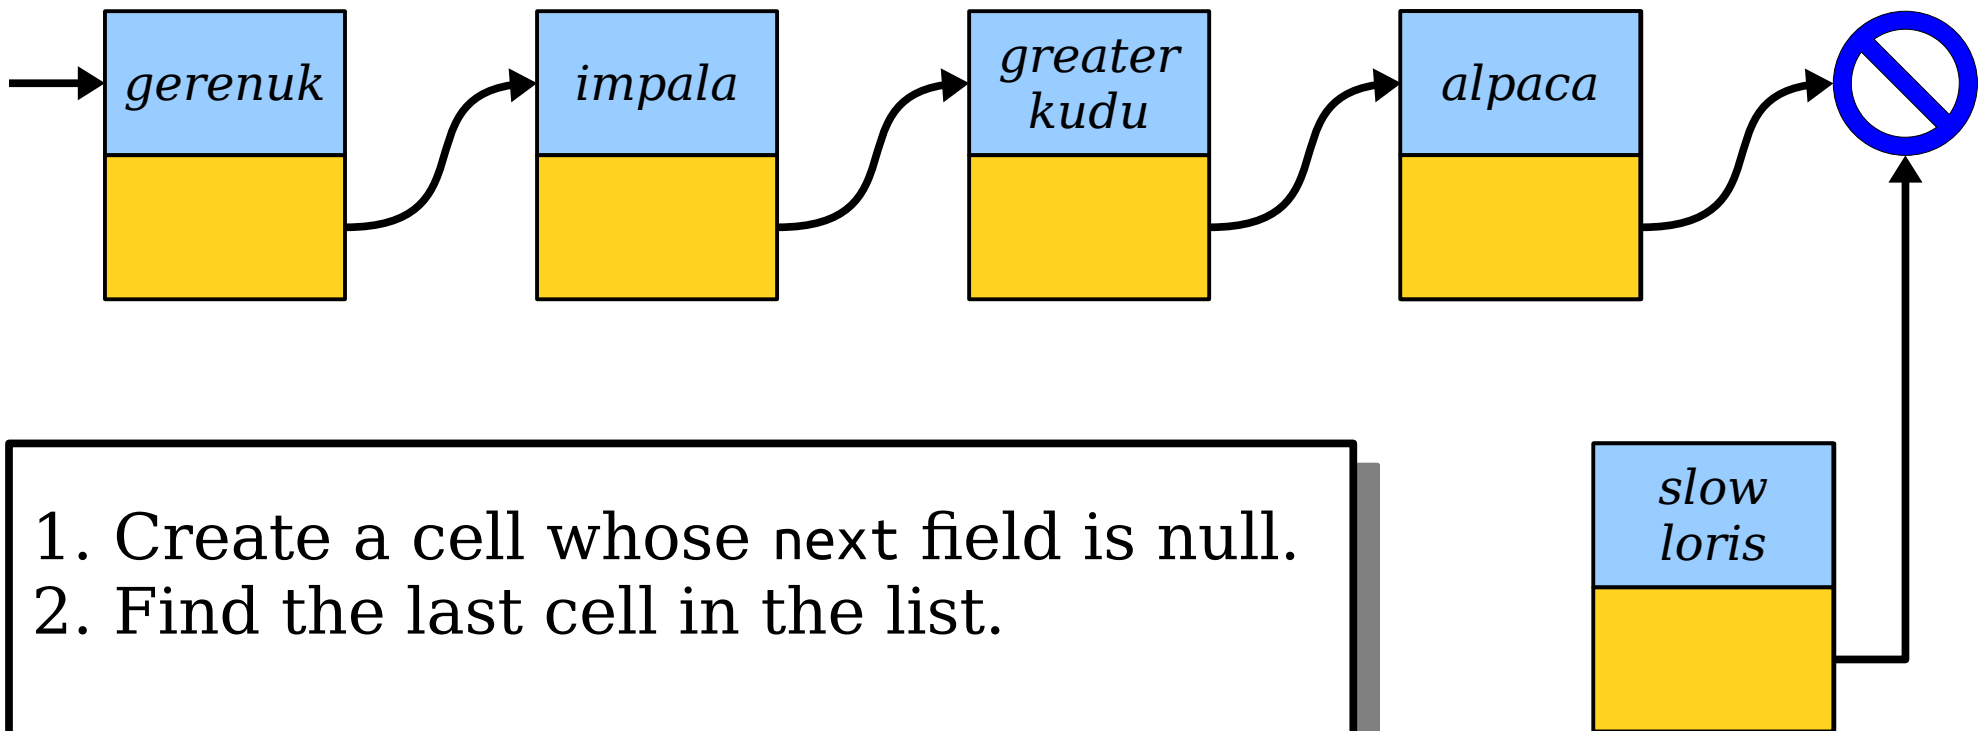 gerenuk
impala
greater
kudu
alpaca
1. Create a cell whose next field is null.
2. Find the last cell in the list.
slow
loris